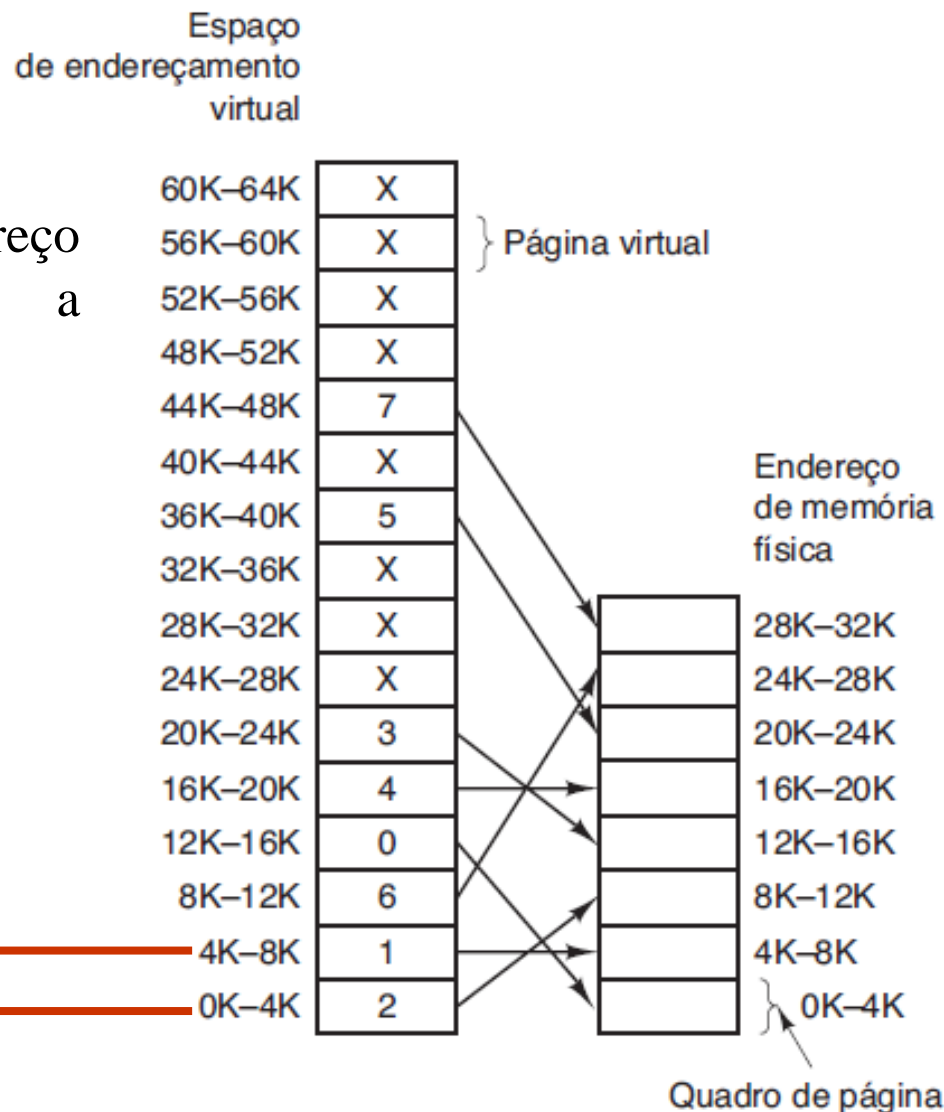 Espaço
de endereçamento
virtual
reço
a
60K–64K X
56K–60K X
Página virtual
52K–56K X
48K–52K X
44K–48K 7
40K–44K X
36K–40K 5
32K–36K X
28K–32K X
24K–28K X
20K–24K 3
16K–20K 4
12K–16K 0
8K–12K 6
4K–8K 1
0K–4K 2
Endereço
de memória
física
28K–32K
24K–28K
20K–24K
16K–20K
12K–16K
8K–12K
4K–8K
0K–4K
Quadro de página